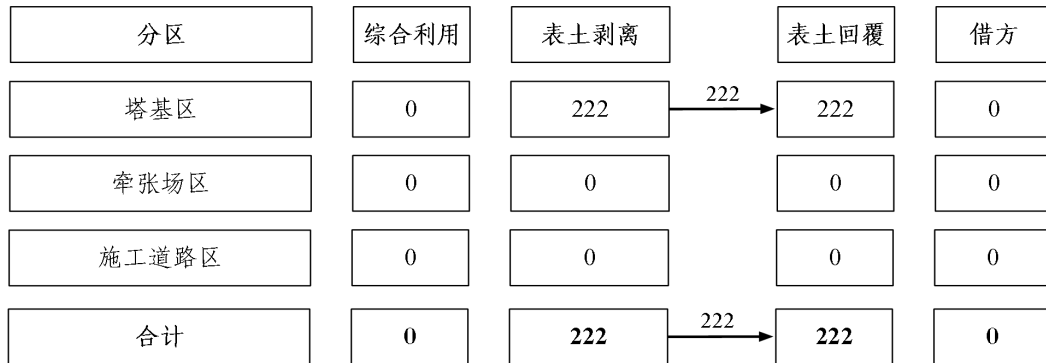 分区 综合利用 表土剥离 表土回覆 借方
塔基区 0 222 222 222 0
牵张场区 0 0 0 0
施工道路区 0 0 0 0
合计 0 222 222 222 0